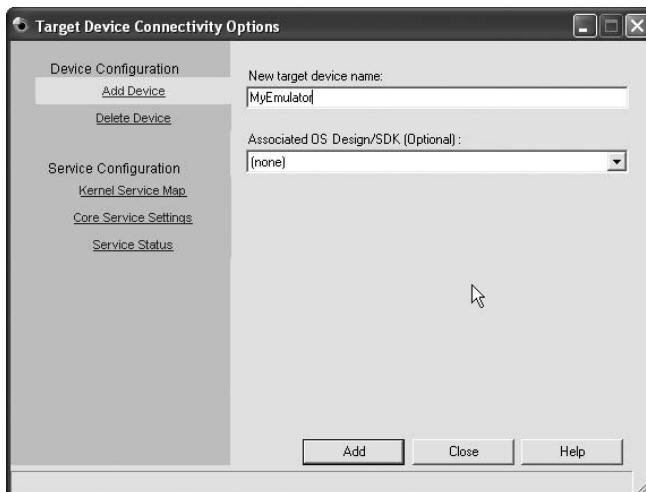 Target Device Connectivity Options
Device Configuration
Add Device
Delete Device
Service Configuration
Kernel Service Map
Core Service Settings
Service Status
New target device name:
MyEmulator
Associated OS Design/SDK (Optional) :
(none)
Add
Close
Help